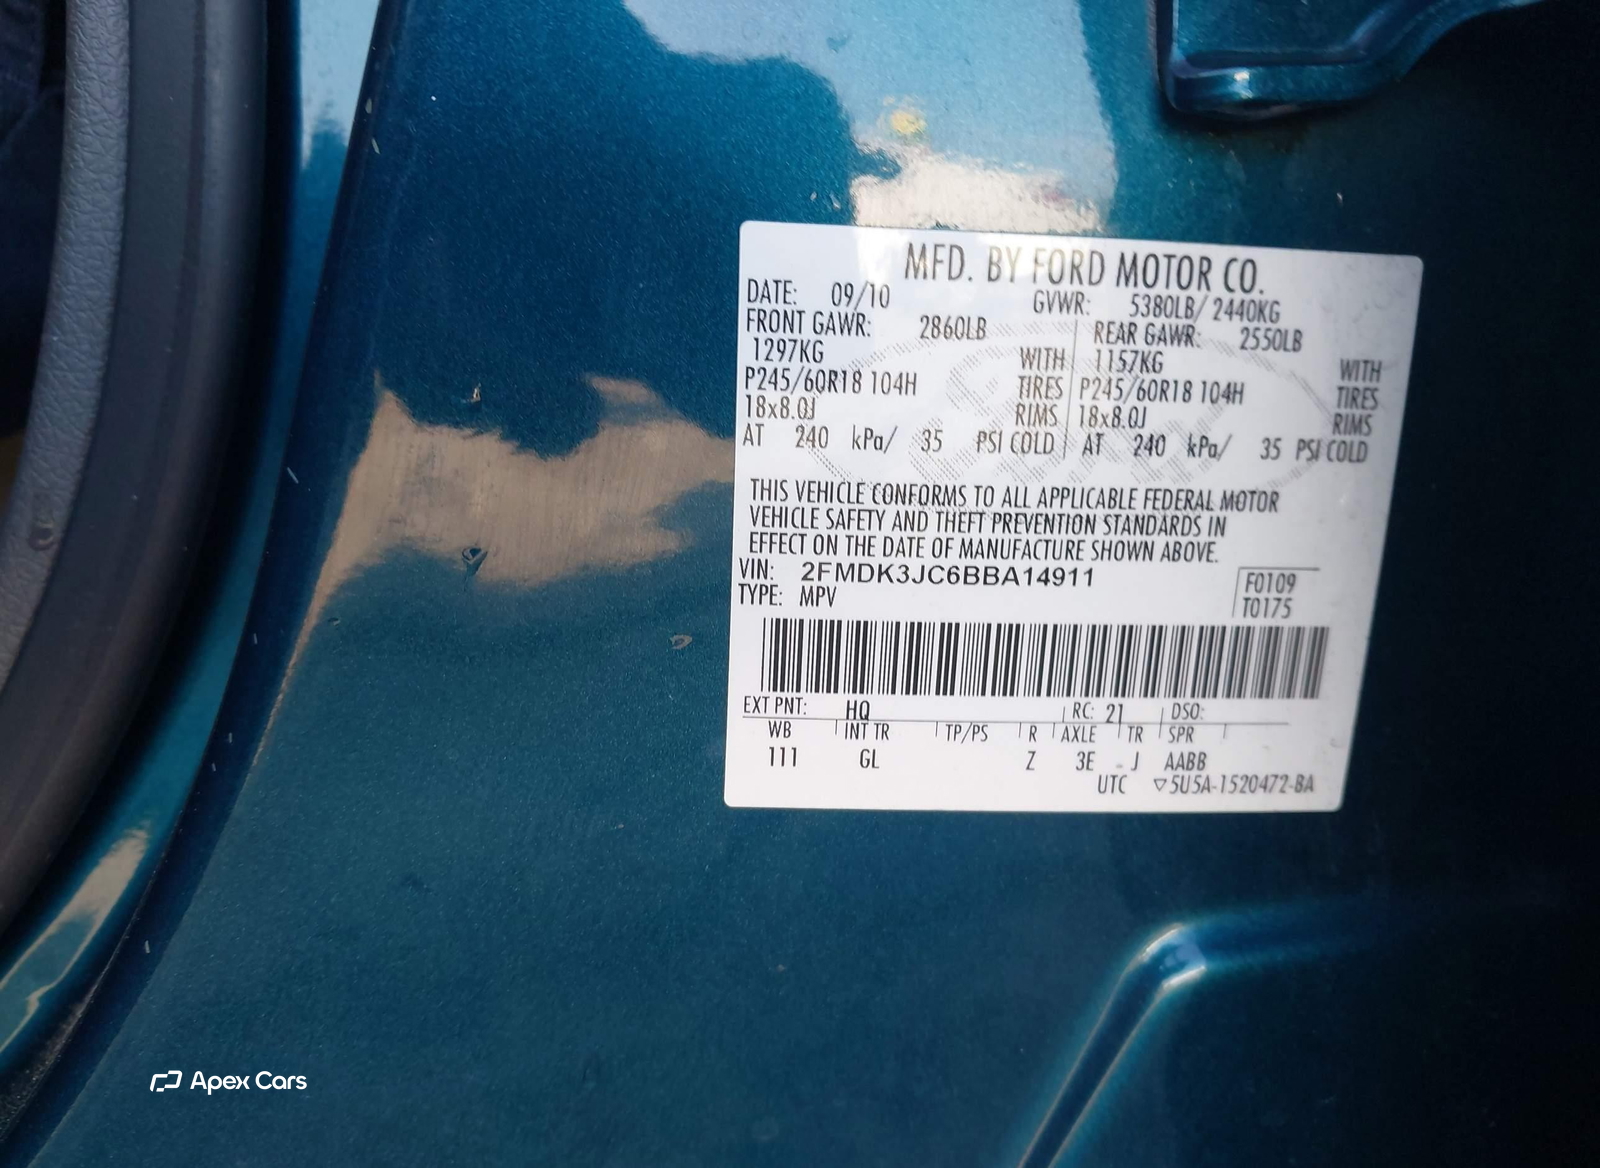 MFD. BY FORD MOTOR CO.
DATE: 09/10 GVWR: 5380LB/ 2440KG
FRONT GAWR: 2860LB REAR GAWR: 2550LB
1297KG WITH 1157KG WITH
P245/60R18 104H TIRES P245/60R18 104H TIRES
18x8.0J RIMS 18x8.0J RIMS
AT 240 kPa/ 35 PSI COLD AT 240 kPa/ 35 PSI COLD
THIS VEHICLE CONFORMS TO ALL APPLICABLE FEDERAL MOTOR
VEHICLE SAFETY AND THEFT PREVENTION STANDARDS IN
EFFECT ON THE DATE OF MANUFACTURE SHOWN ABOVE.
VIN: 2FMDK3JC6BBA14911 F0109
TYPE: MPV T0175
EXT PNT: HQ RC: 21 DSO:
WB INT TR TP/PS R AXLE TR SPR
111 GL Z 3E J AABB
UTC ▽5U5A-1520472-BA
Apex Cars